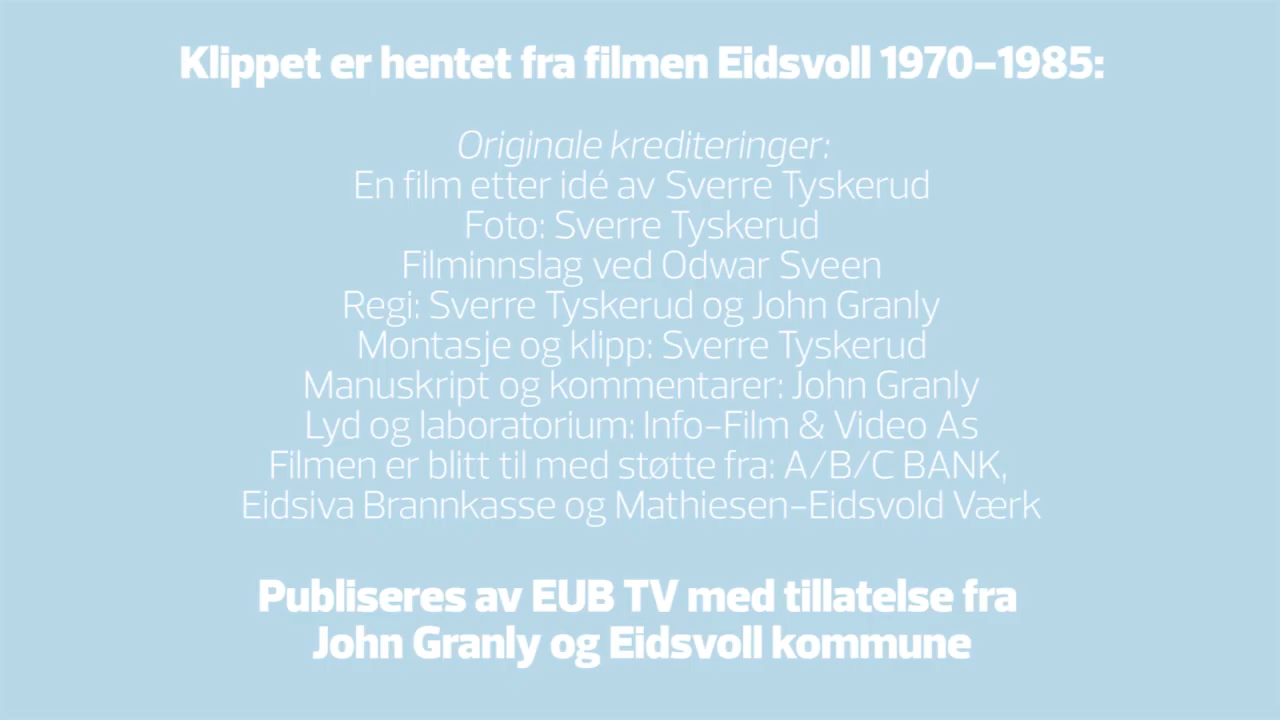 Klippet er hentet fra filmen Eidsvoll 1970–1985:
Originale krediteringer:
En film etter idé av Sverre Tyskerud
Foto: Sverre Tyskerud
Filminnslag ved Odwar Sveen
Regi: Sverre Tyskerud og John Granly
Montasje og klipp: Sverre Tyskerud
Manuskript og kommentarer: John Granly
Lyd og laboratorium: Info-Film & Video As
Filmen er blitt til med støtte fra: A/B/C BANK,
Eidsiva Brannkasse og Mathiesen-Eidsvold Værk
Publiseres av EUB TV med tillatelse fra
John Granly og Eidsvoll kommune